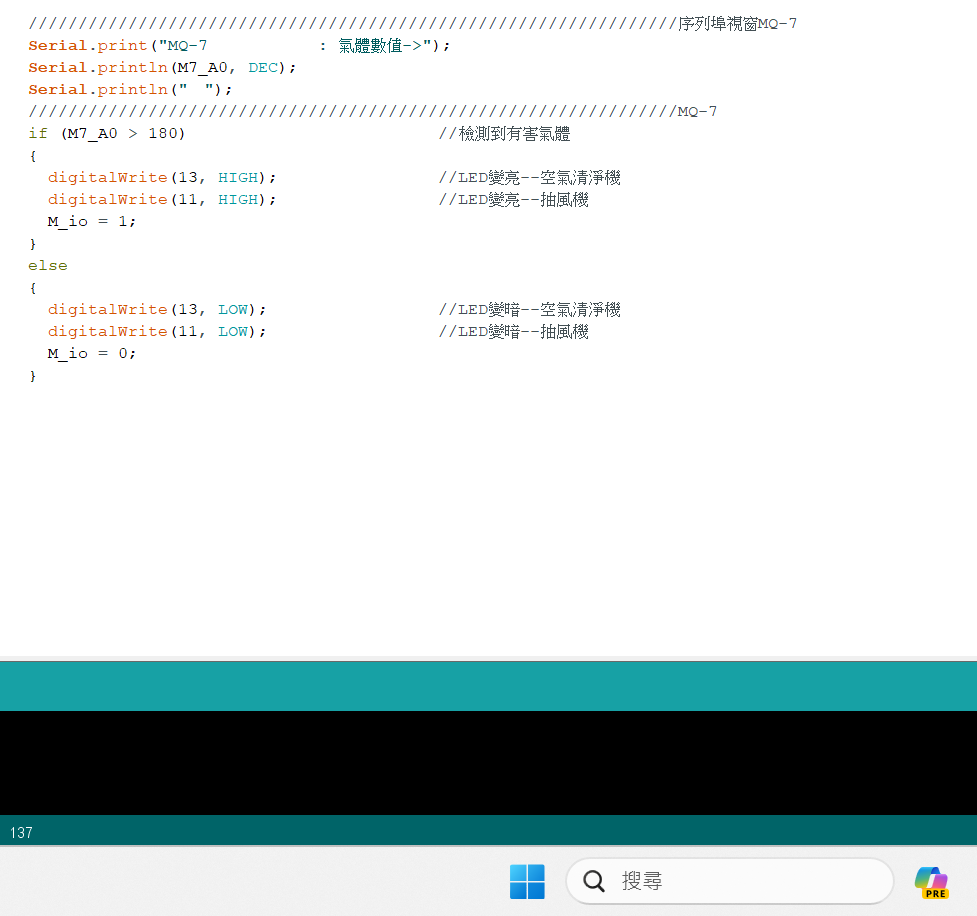 /////////////////////////////////////////////////////////////////序列埠視窗MQ-7
Serial.print("MQ-7           : 氣體數值->");
Serial.println(M7_A0, DEC);
Serial.println("  ");
/////////////////////////////////////////////////////////////////MQ-7
if (M7_A0 > 180)                         //檢測到有害氣體
{
  digitalWrite(13, HIGH);                //LED變亮--空氣清淨機
  digitalWrite(11, HIGH);                //LED變亮--抽風機
  M_io = 1;
}
else
{
  digitalWrite(13, LOW);                 //LED變暗--空氣清淨機
  digitalWrite(11, LOW);                 //LED變暗--抽風機
  M_io = 0;
}
137
搜尋
PRE